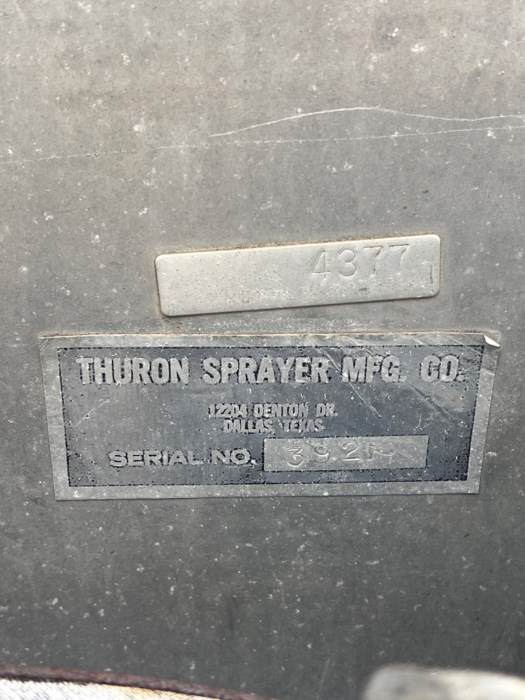 4377
THURON SPRAYER MFG. CO.
12204 DENTON DR.
DALLAS, TEXAS
SERIAL NO.